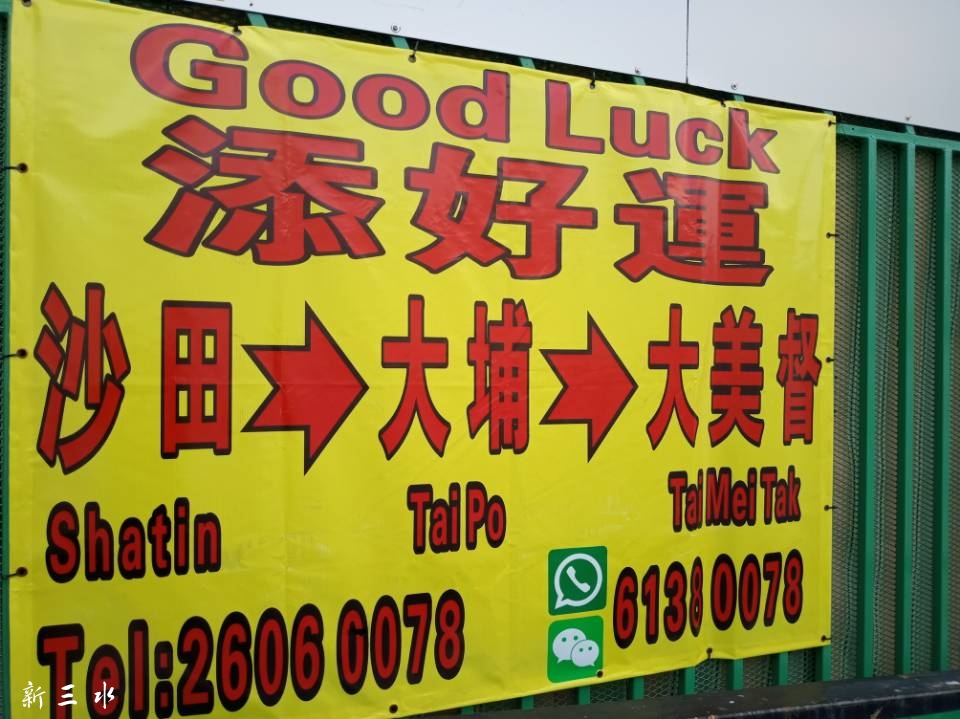 Good Luck
添好運
沙田➡大埔➡大美督
Shatin Tai Po Tai Mei Tak
Tel:2606 0078 6138 0078
新三水